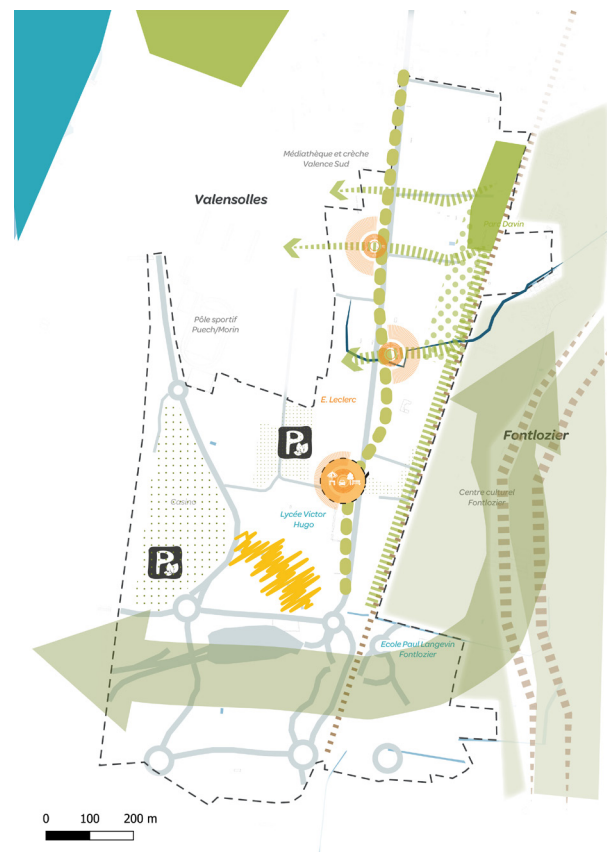 Médiathèque et crèche
Valence Sud
Valensolles
Parc Davin
Pôle sportif
Puech/Morin
E. Leclerc
P
Fontlozier
Centre culturel
Fontlozier
Casino
Lycée Victor
Hugo
P
Ecole Paul Langevin
Fontlozier
0 100 200 m